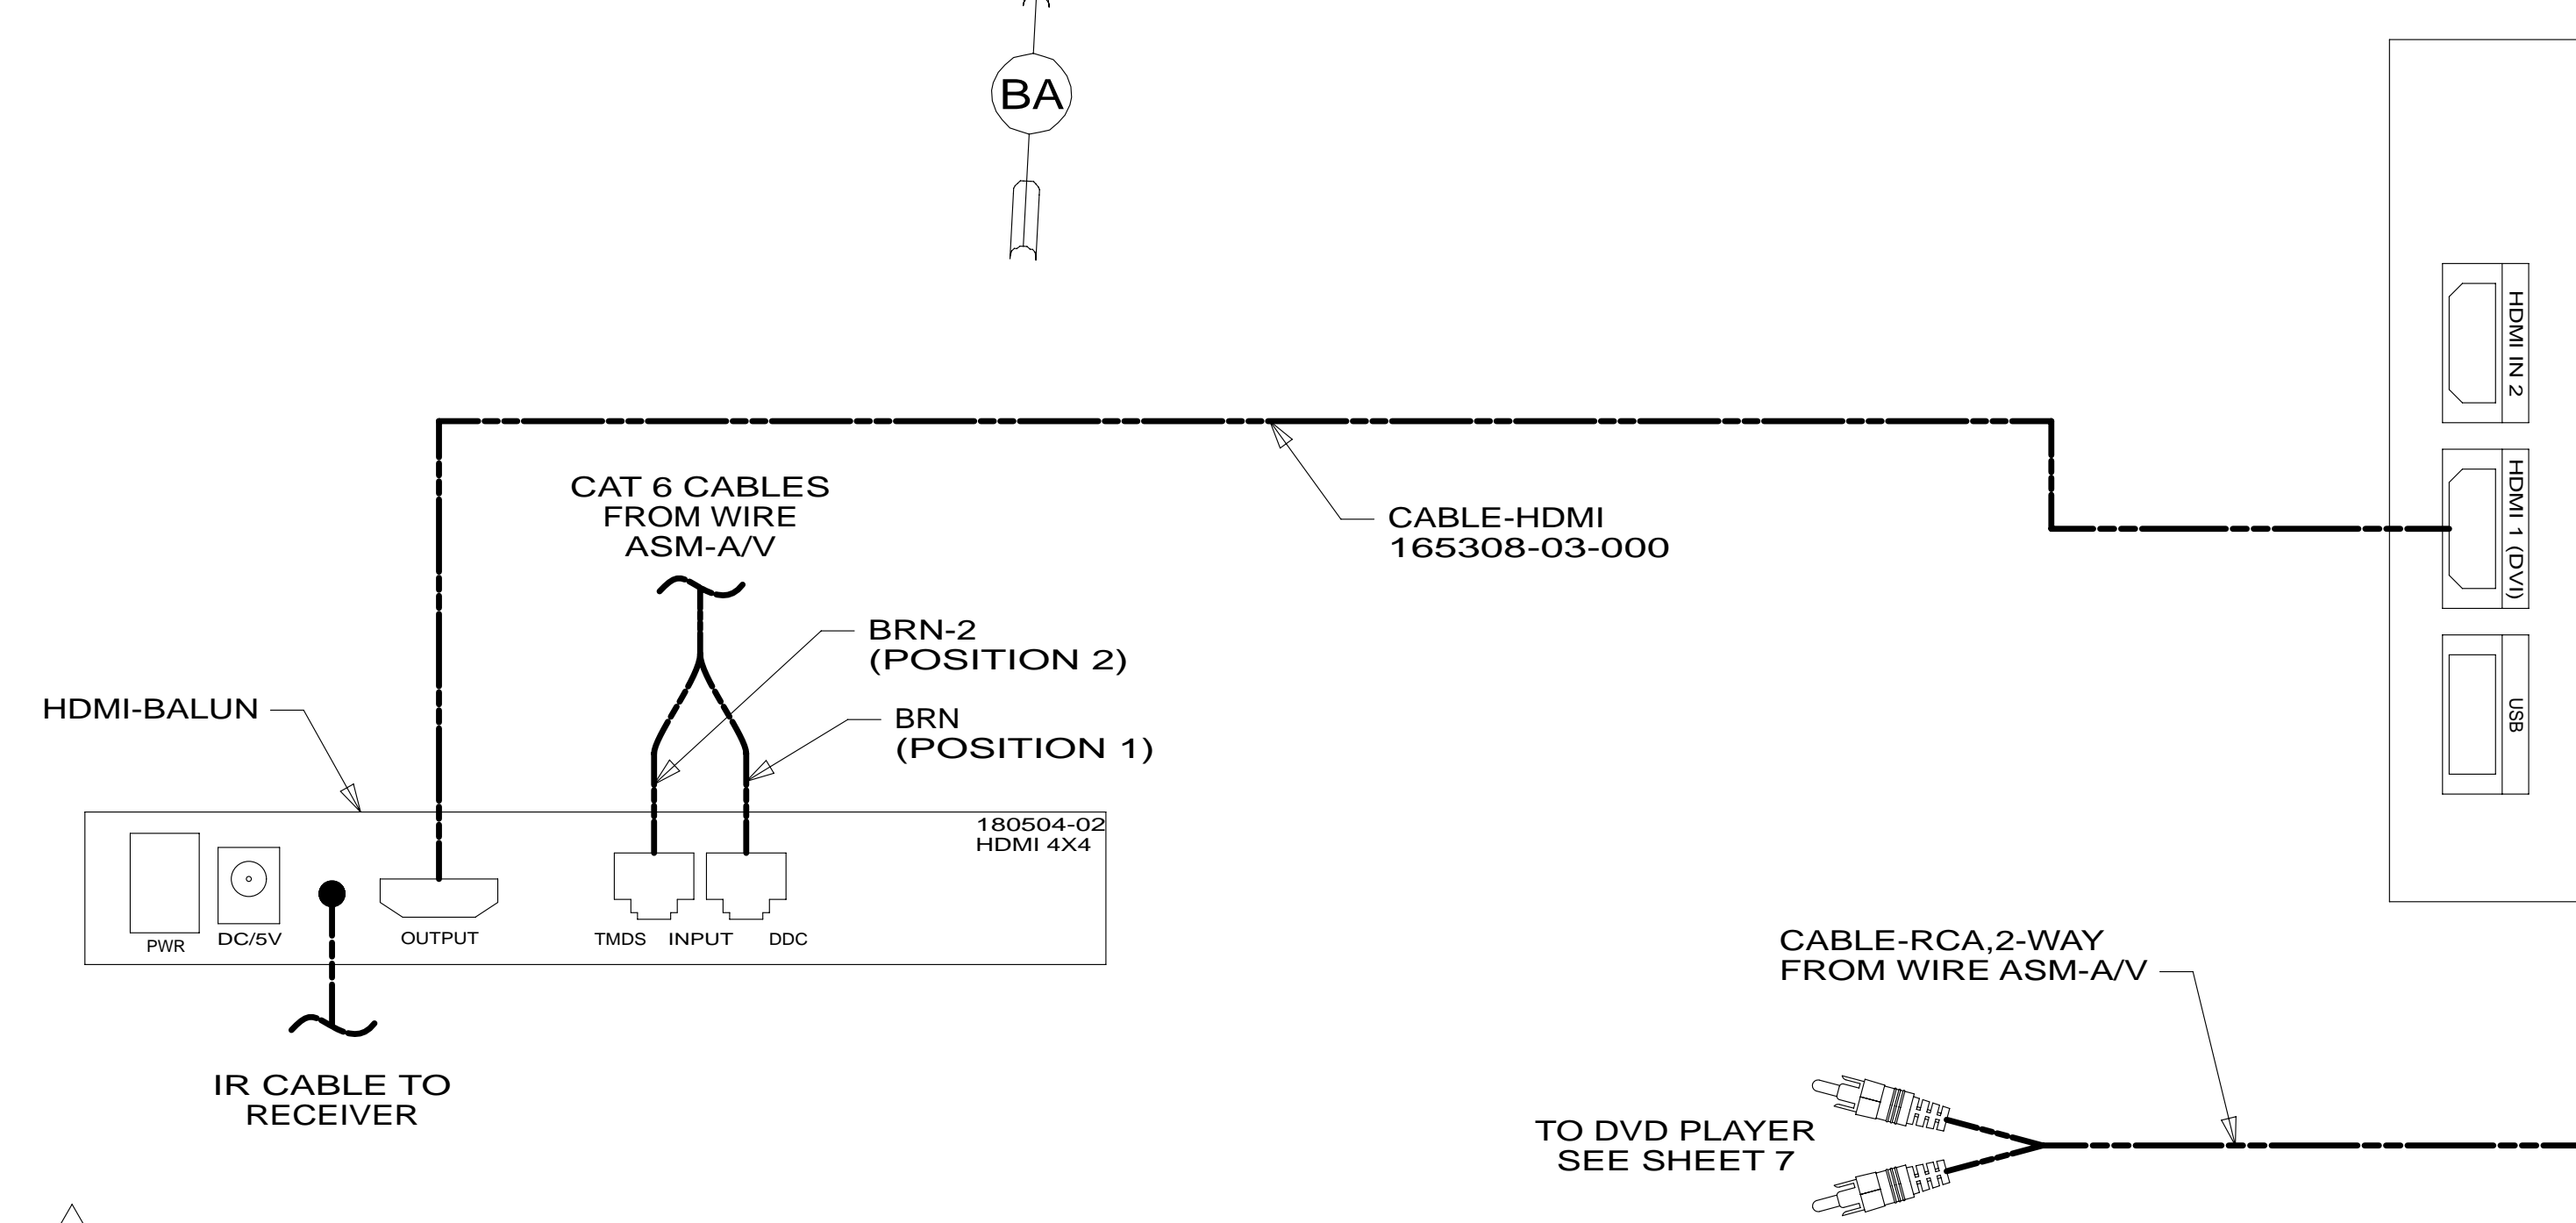 BA
HDMI IN 2
CAT 6 CABLES
FROM WIRE
ASM-A/V
CABLE-HDMI
165308-03-000
HDMI 1 (DVI)
BRN-2
(POSITION 2)
HDMI-BALUN
BRN
(POSITION 1)
USB
180504-02
HDMI 4X4
PWR
DC/5V
OUTPUT
TMDS
INPUT
DDC
CABLE-RCA,2-WAY
FROM WIRE ASM-A/V
IR CABLE TO
RECEIVER
TO DVD PLAYER
SEE SHEET 7